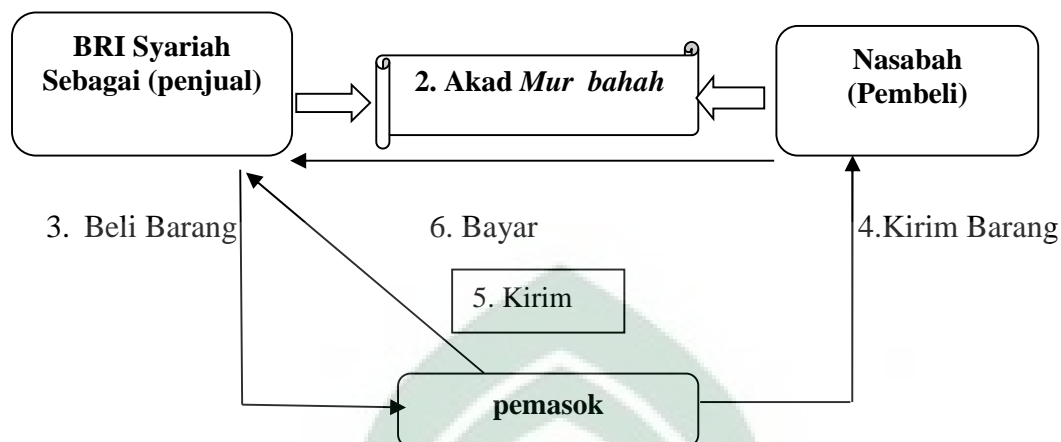 BRI Syariah
Sebagai (penjual)
2. Akad Mur bahah
Nasabah
(Pembeli)
3. Beli Barang
6. Bayar
4.Kirim Barang
5. Kirim
pemasok